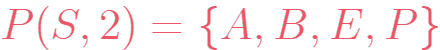 P(S, 2) = {A, B, E, P}